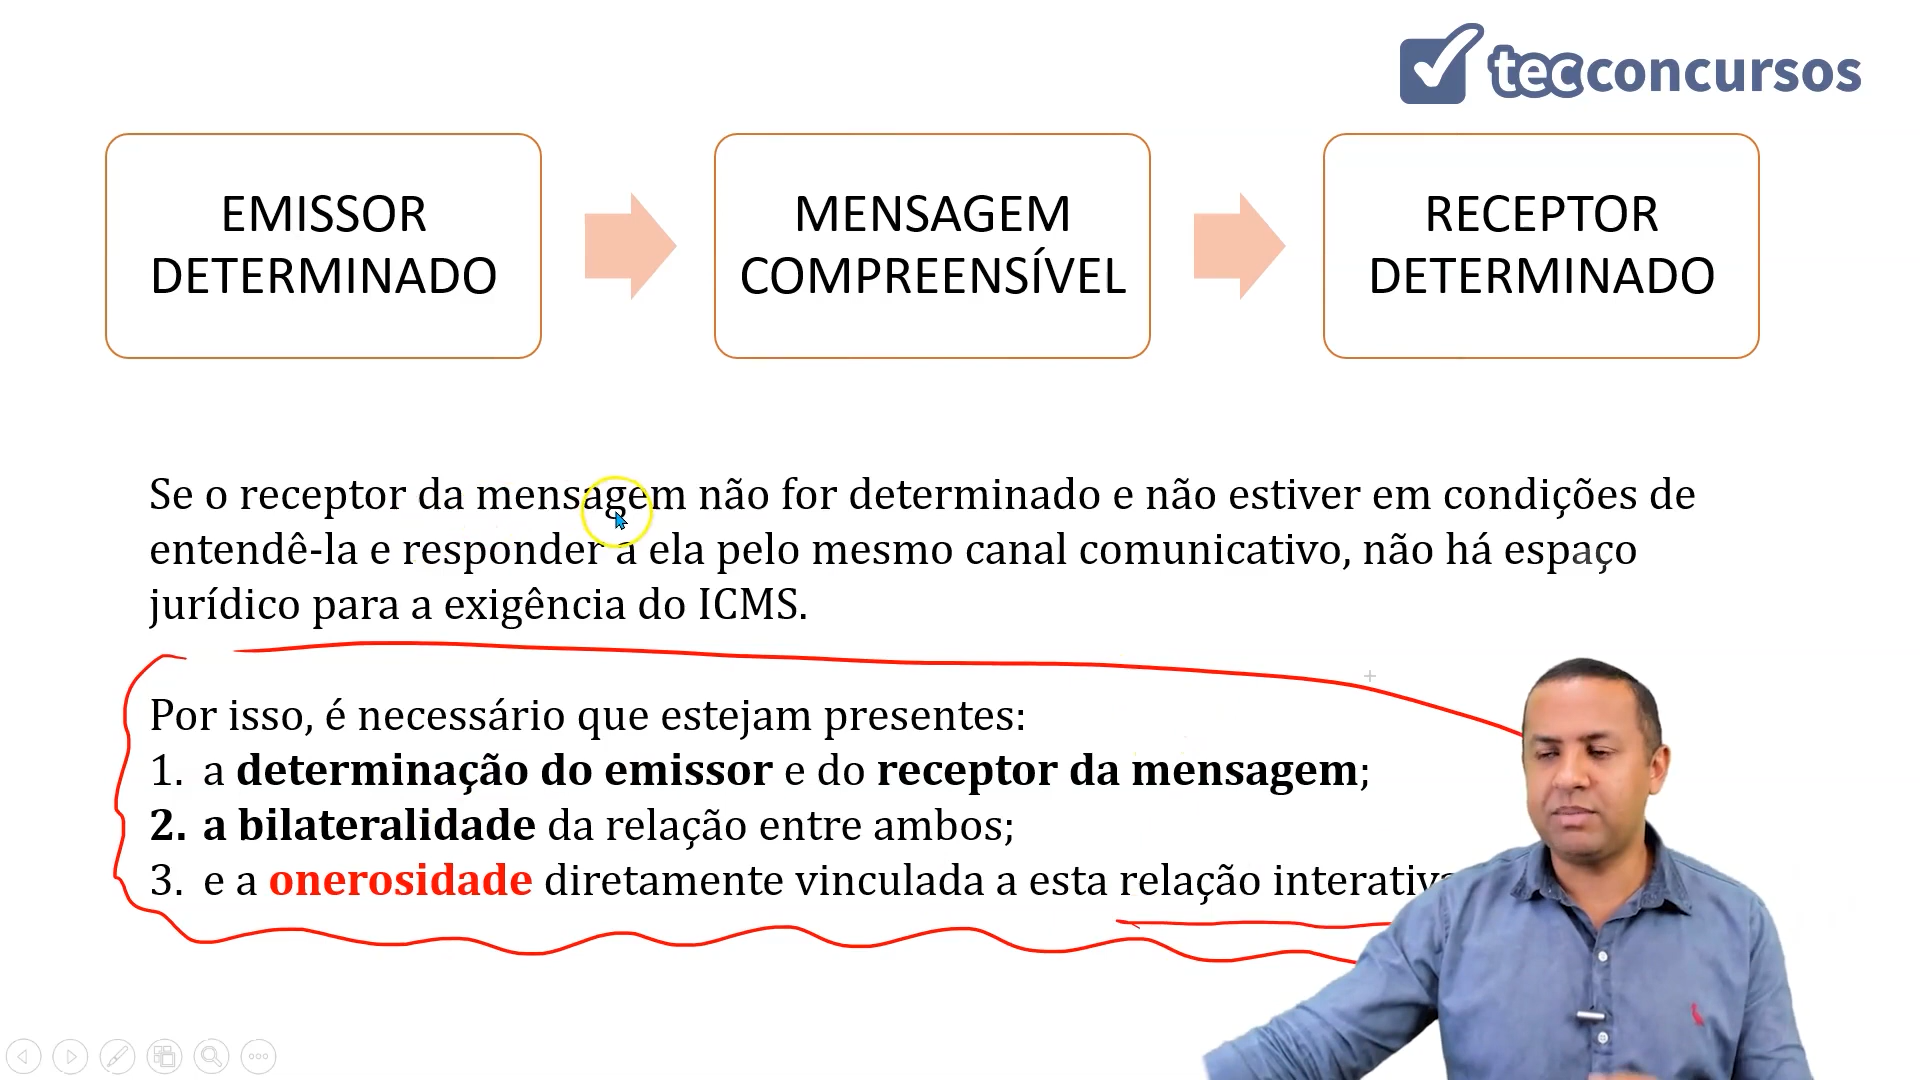 tecconcursos
EMISSOR
DETERMINADO
MENSAGEM
COMPREENSÍVEL
RECEPTOR
DETERMINADO
Se o receptor da mensagem não for determinado e não estiver em condições de
entendê-la e responder a ela pelo mesmo canal comunicativo, não há espaço
jurídico para a exigência do ICMS.
Por isso, é necessário que estejam presentes:
1. a determinação do emissor e do receptor da mensagem;
2. a bilateralidade da relação entre ambos;
3. e a onerosidade diretamente vinculada a esta relação interativa